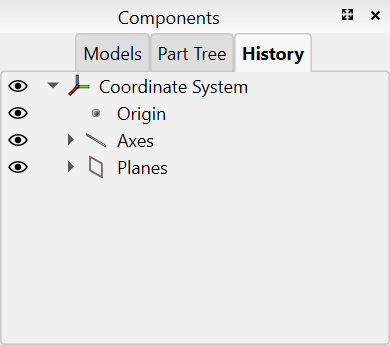 Components
Models Part Tree History
Coordinate System
Origin
Axes
Planes